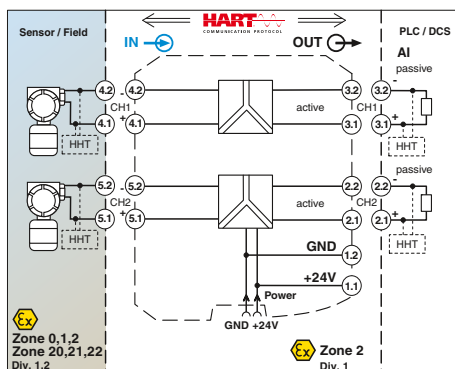 Sensor / Field
HART
COMMUNICATION PROTOCOL
PLC / DCS
IN
OUT
AI
passive
4.2 - 4.2
3.2 3.2 -
CH1
active
CH1
4.1 + 4.1
3.1 3.1 +
HHT
HHT
passive
5.2 - 5.2
2.2 2.2 -
CH2
active
CH2
5.1 + 5.1
2.1 2.1 +
HHT
HHT
GND
1.2
+24V
1.1
Power
GND +24V
Ex
Zone 0,1,2
Zone 20,21,22
Div. 1,2
Ex
Zone 2
Div. 1